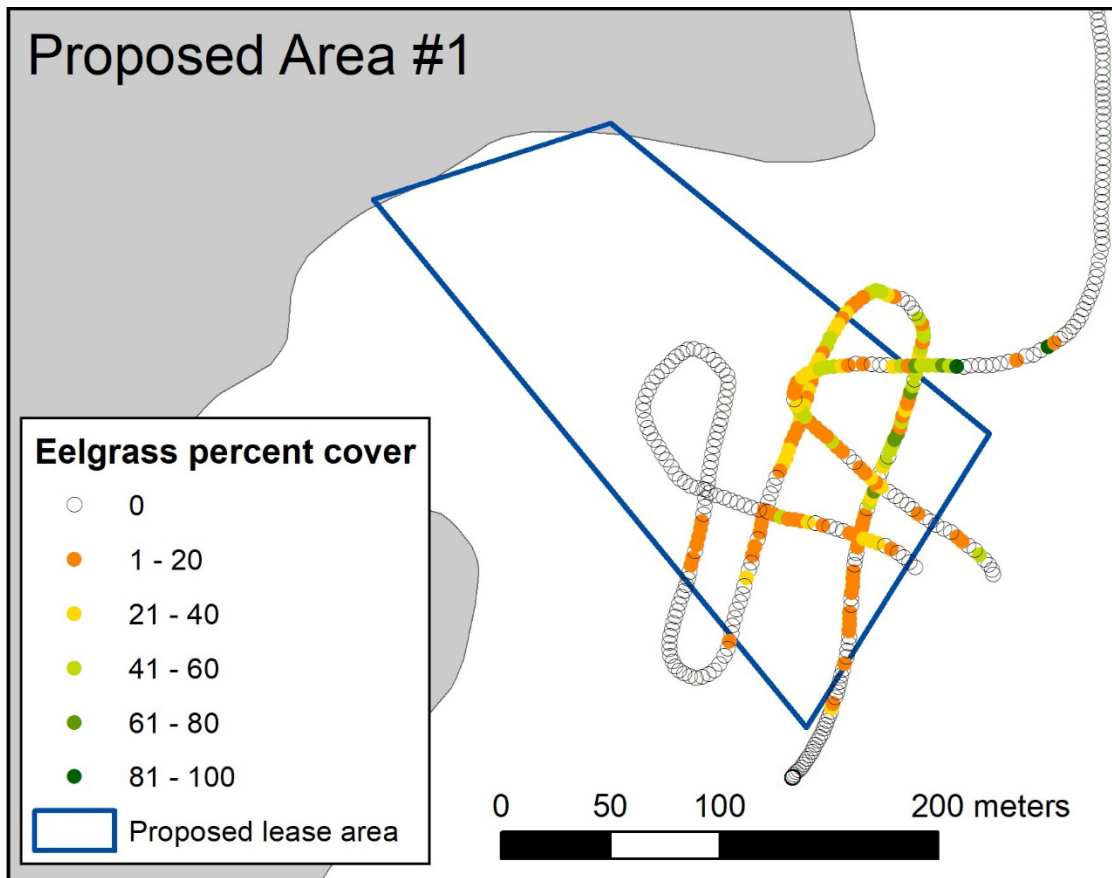 Proposed Area #1
Eelgrass percent cover
0
1 - 20
21 - 40
41 - 60
61 - 80
81 - 100
Proposed lease area
0 50 100 200 meters